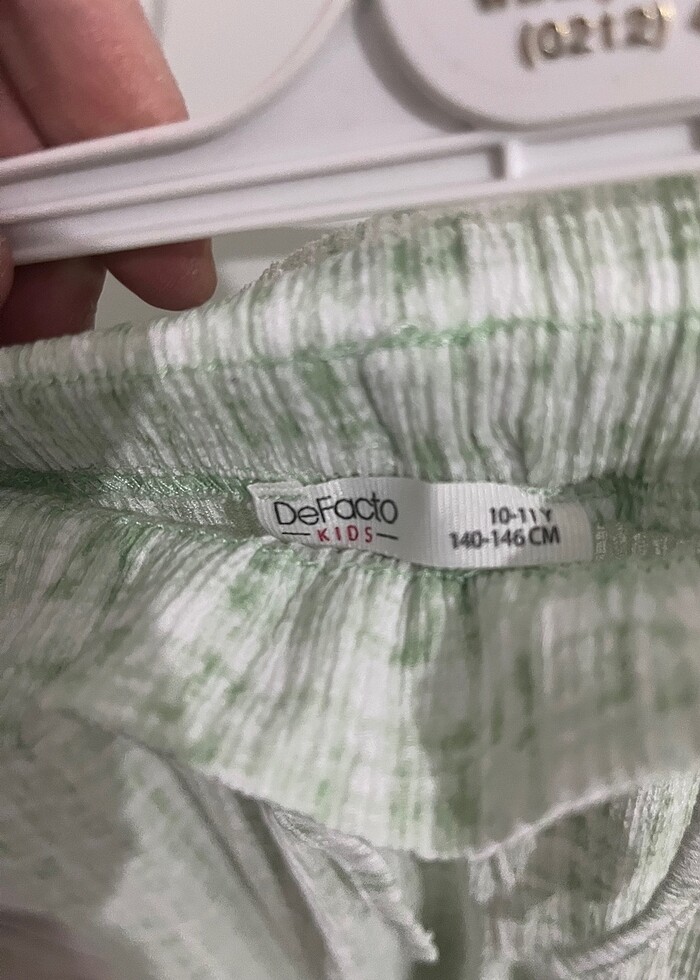 (0212)
DeFacto
KIDS
10-11 Y
140-146 CM